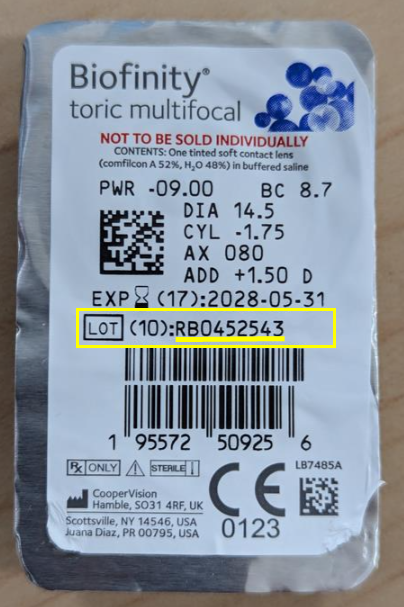 Biofinity®
toric multifocal
NOT TO BE SOLD INDIVIDUALLY
CONTENTS: One tinted soft contact lens
(comfilcon A 52%, H₂O 48%) in buffered saline
PWR -09.00 BC 8.7
DIA 14.5
CYL -1.75
AX 080
ADD +1.50 D
EXP (17):2028-05-31
LOT (10):RB0452543
1 95572 50925 6
Rx ONLY STERILE
LB7485A
CooperVision
Hamble, SO31 4RF, UK
Scottsville, NY 14546, USA
Juana Diaz, PR 00795, USA
CE
0123